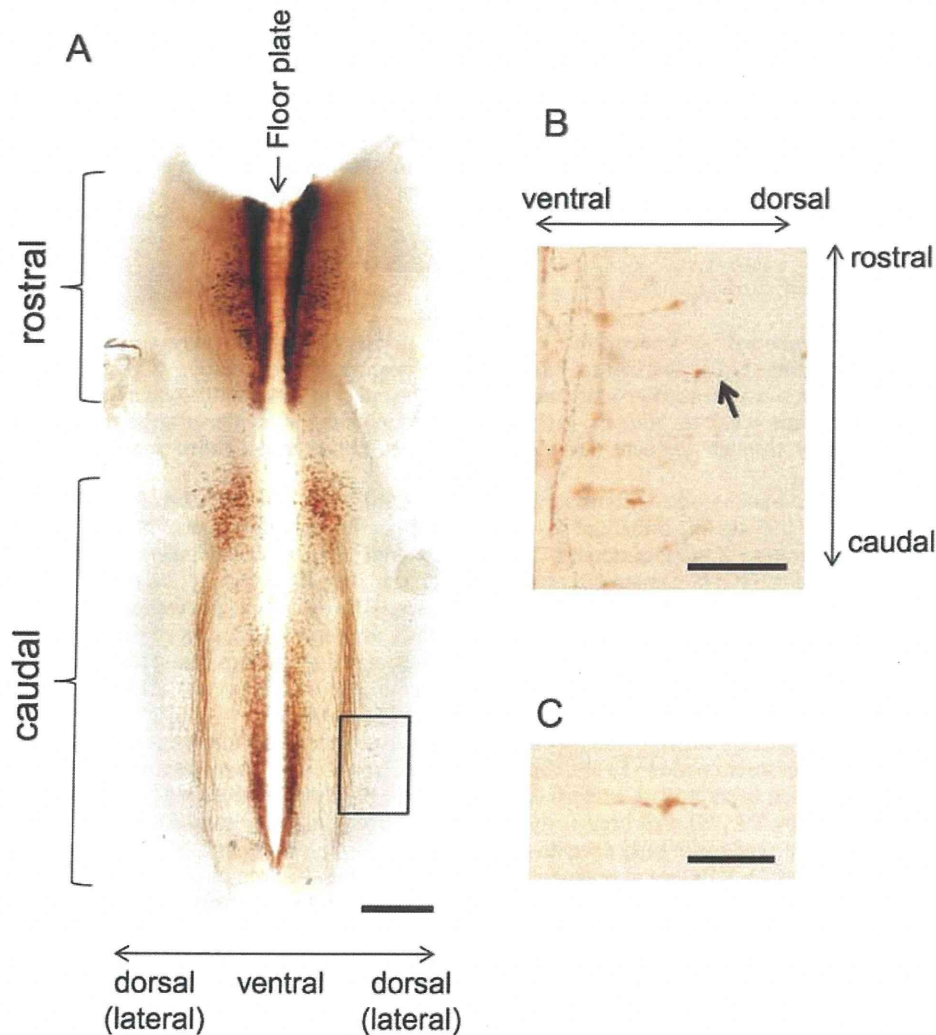 A
Floor plate
rostral
caudal
dorsal
(lateral)
ventral
dorsal
(lateral)
B
ventral
dorsal
rostral
caudal
C